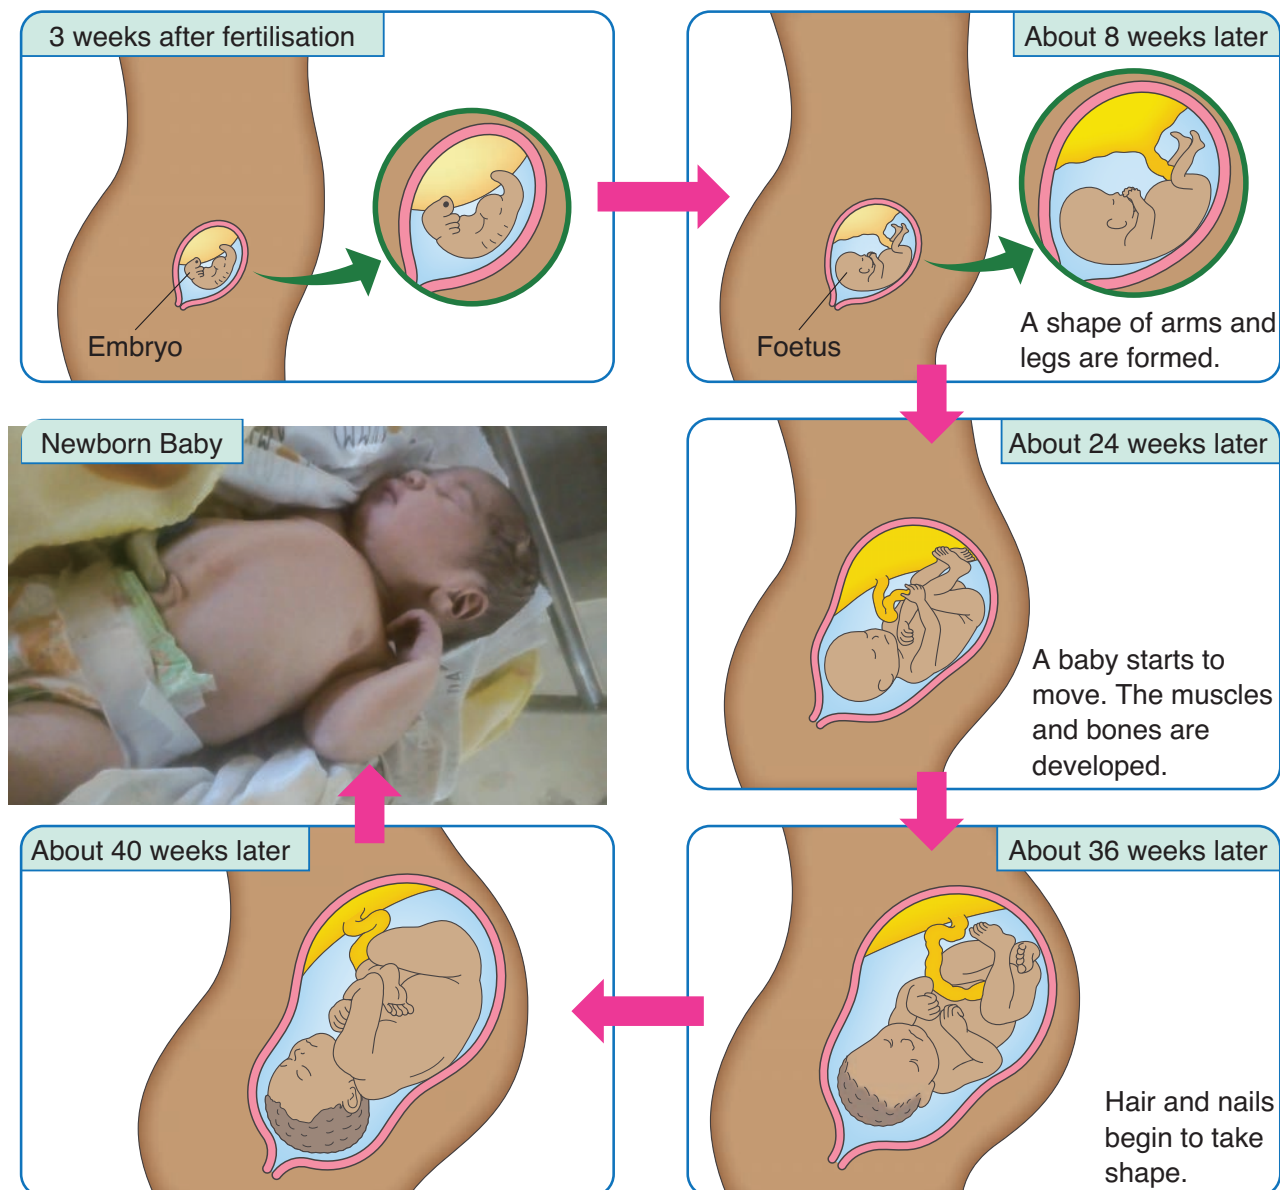 3 weeks after fertilisation
Embryo
About 8 weeks later
Foetus
A shape of arms and
legs are formed.
About 24 weeks later
A baby starts to
move. The muscles
and bones are
developed.
About 36 weeks later
Hair and nails
begin to take
shape.
About 40 weeks later
Newborn Baby